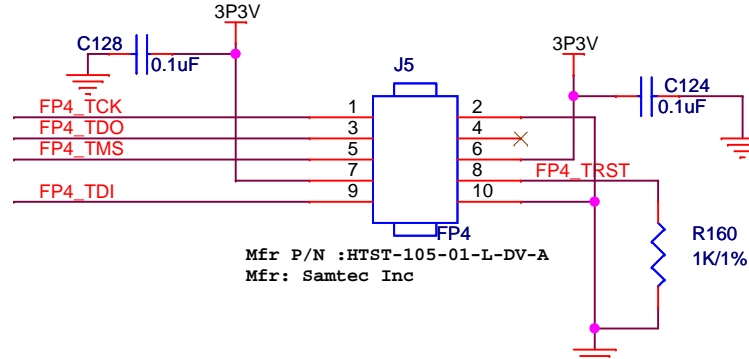 3P3V
C128
0.1uF
3P3V
J5
C124
0.1uF
FP4_TCK
1
2
FP4_TDO
3
4
FP4_TMS
5
6
7
8
FP4_TRST
FP4_TDI
9
10
FP4
R160
1K/1%
Mfr P/N :HTST-105-01-L-DV-A
Mfr: Samtec Inc